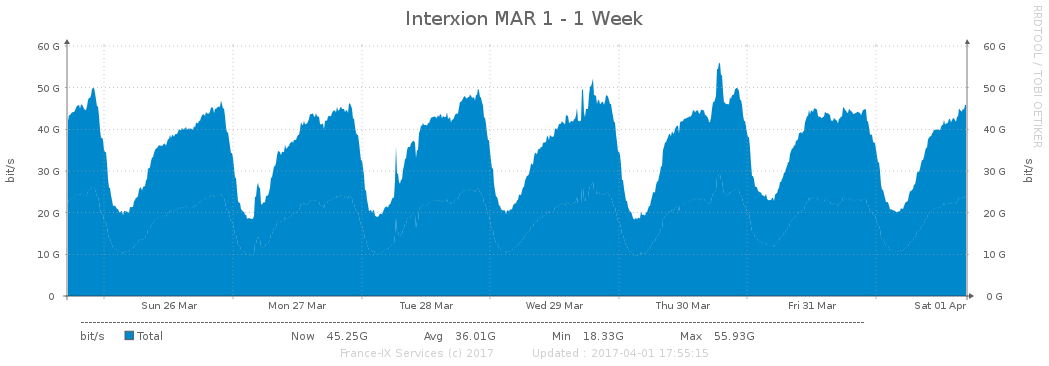 Interxion MAR 1 - 1 Week
RRDTOOL / TOBI OETIKER
60 G 60 G
50 G 50 G
40 G 40 G
30 G 30 G
20 G 20 G
10 G 10 G
0 0 G
bit/s bit/s
Sun 26 Mar Mon 27 Mar Tue 28 Mar Wed 29 Mar Thu 30 Mar Fri 31 Mar Sat 01 Apr
bit/s Total Now 45.25G Avg 36.01G Min 18.33G Max 55.93G
France-IX Services (c) 2017 Updated : 2017-04-01 17:55:15